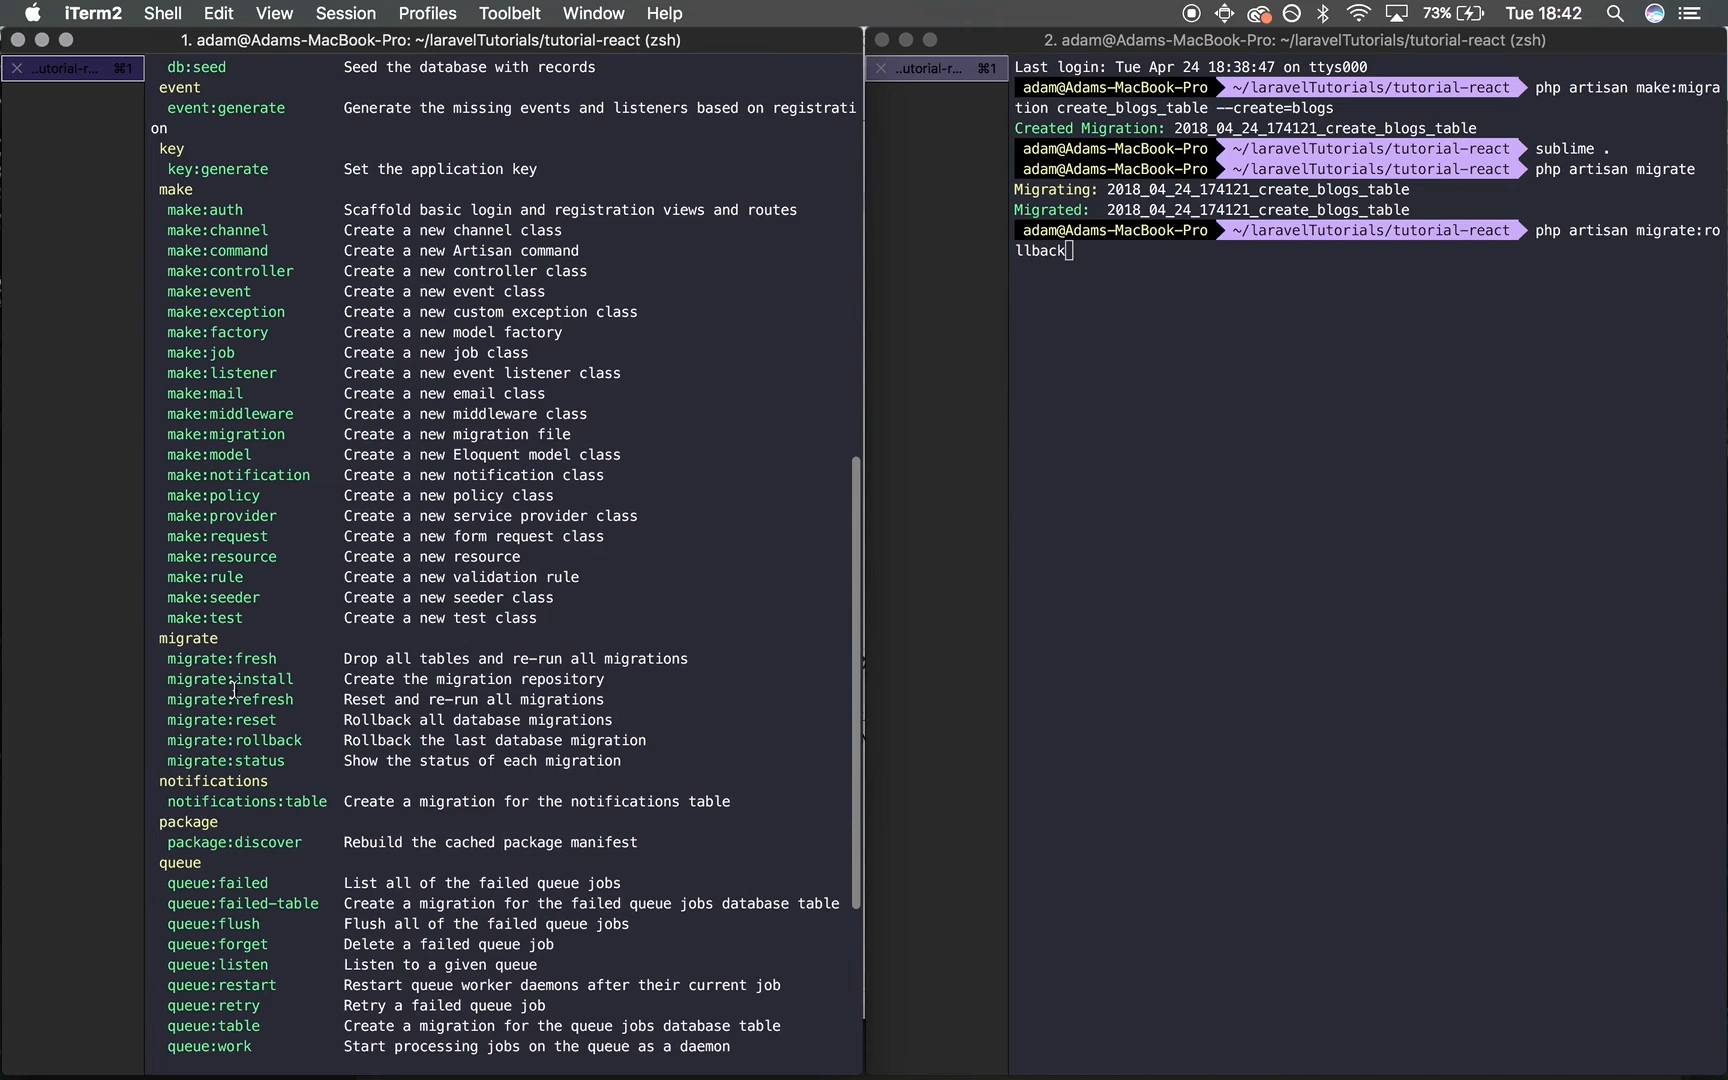 iTerm2 Shell Edit View Session Profiles Toolbelt Window Help 73% Tue 18:42
1. adam@Adams-MacBook-Pro: ~/laravelTutorials/tutorial-react (zsh)
..utorial-r... ⌘1
db:seed Seed the database with records
event
event:generate Generate the missing events and listeners based on registrati
on
key
key:generate Set the application key
make
make:auth Scaffold basic login and registration views and routes
make:channel Create a new channel class
make:command Create a new Artisan command
make:controller Create a new controller class
make:event Create a new event class
make:exception Create a new custom exception class
make:factory Create a new model factory
make:job Create a new job class
make:listener Create a new event listener class
make:mail Create a new email class
make:middleware Create a new middleware class
make:migration Create a new migration file
make:model Create a new Eloquent model class
make:notification Create a new notification class
make:policy Create a new policy class
make:provider Create a new service provider class
make:request Create a new form request class
make:resource Create a new resource
make:rule Create a new validation rule
make:seeder Create a new seeder class
make:test Create a new test class
migrate
migrate:fresh Drop all tables and re-run all migrations
migrate:install Create the migration repository
migrate:refresh Reset and re-run all migrations
migrate:reset Rollback all database migrations
migrate:rollback Rollback the last database migration
migrate:status Show the status of each migration
notifications
notifications:table Create a migration for the notifications table
package
package:discover Rebuild the cached package manifest
queue
queue:failed List all of the failed queue jobs
queue:failed-table Create a migration for the failed queue jobs database table
queue:flush Flush all of the failed queue jobs
queue:forget Delete a failed queue job
queue:listen Listen to a given queue
queue:restart Restart queue worker daemons after their current job
queue:retry Retry a failed queue job
queue:table Create a migration for the queue jobs database table
queue:work Start processing jobs on the queue as a daemon
2. adam@Adams-MacBook-Pro: ~/laravelTutorials/tutorial-react (zsh)
..utorial-r... ⌘1
Last login: Tue Apr 24 18:38:47 on ttys000
adam@Adams-MacBook-Pro ~/laravelTutorials/tutorial-react php artisan make:migra
tion create_blogs_table --create=blogs
Created Migration: 2018_04_24_174121_create_blogs_table
adam@Adams-MacBook-Pro ~/laravelTutorials/tutorial-react sublime .
adam@Adams-MacBook-Pro ~/laravelTutorials/tutorial-react php artisan migrate
Migrating: 2018_04_24_174121_create_blogs_table
Migrated: 2018_04_24_174121_create_blogs_table
adam@Adams-MacBook-Pro ~/laravelTutorials/tutorial-react php artisan migrate:ro
llback